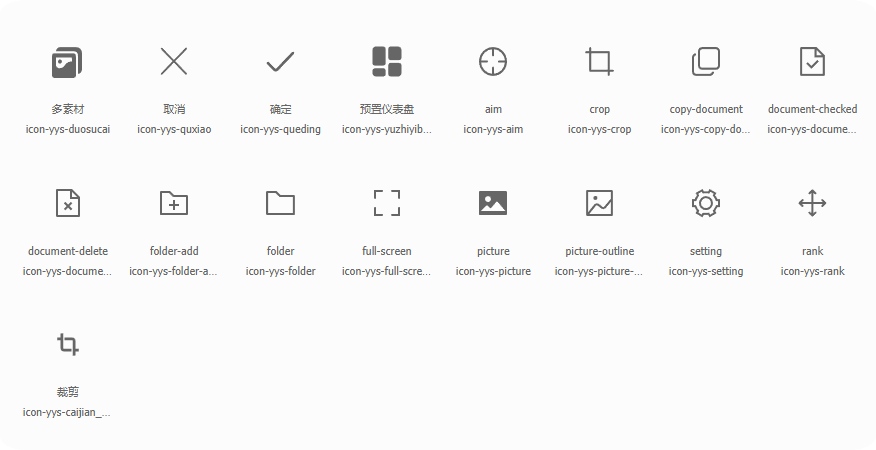 多素材 取消 确定 预置仪表盘 aim crop copy-document document-checked
icon-yys-duosucai icon-yys-quxiao icon-yys-queding icon-yys-yuzhiyib... icon-yys-aim icon-yys-crop icon-yys-copy-do... icon-yys-docume...
document-delete folder-add folder full-screen picture picture-outline setting rank
icon-yys-docume... icon-yys-folder-a... icon-yys-folder icon-yys-full-scre... icon-yys-picture icon-yys-picture-... icon-yys-setting icon-yys-rank
裁剪
icon-yys-caijian_...